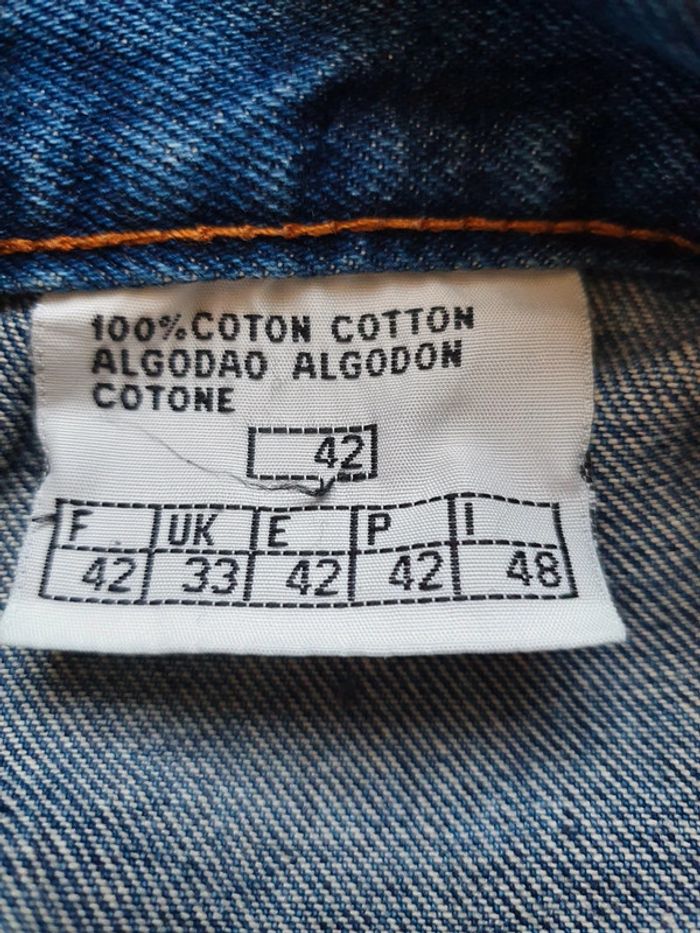 100% COTON COTTON
ALGODAO ALGODON
COTONE
42
F UK E P I
42 33 42 42 48